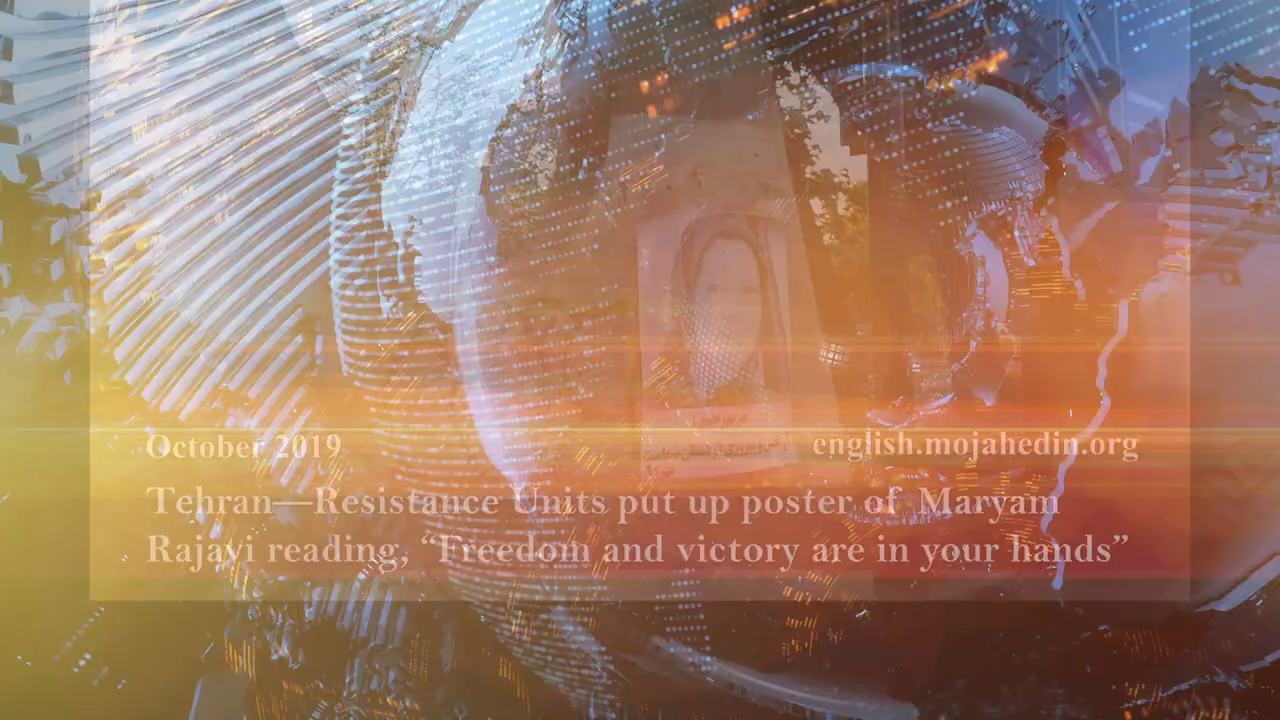 October 2019
english.mojahedin.org
Tehran—Resistance Units put up poster of Maryam
Rajavi reading, “Freedom and victory are in your hands”